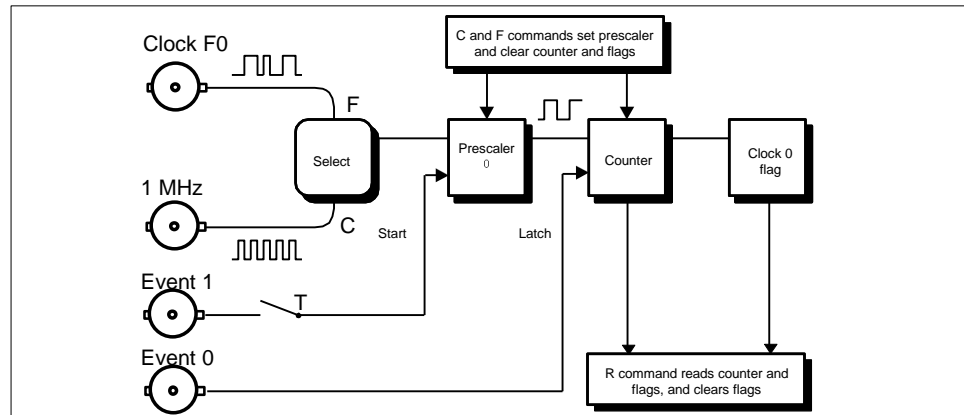 Clock F0
C and F commands set prescaler
and clear counter and flags
F
Select
Prescaler
0
Counter
Clock 0
flag
1 MHz
C
Start
Latch
Event 1
T
Event 0
R command reads counter and
flags, and clears flags